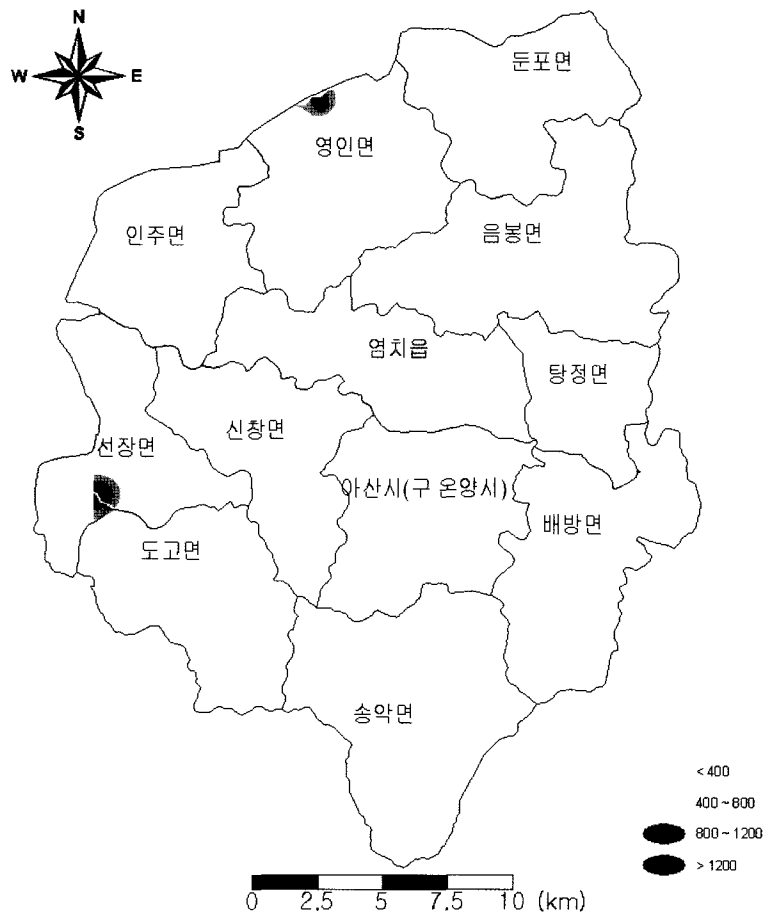 N
W E
S
둔포면
영인면
인주면
음봉면
염치읍
탕정면
신창면
선장면
아산시(구 온양시)
배방면
도고면
송악면
< 400
400 ~ 800
800 ~ 1200
> 1200
0 2.5 5 7.5 10 (km)